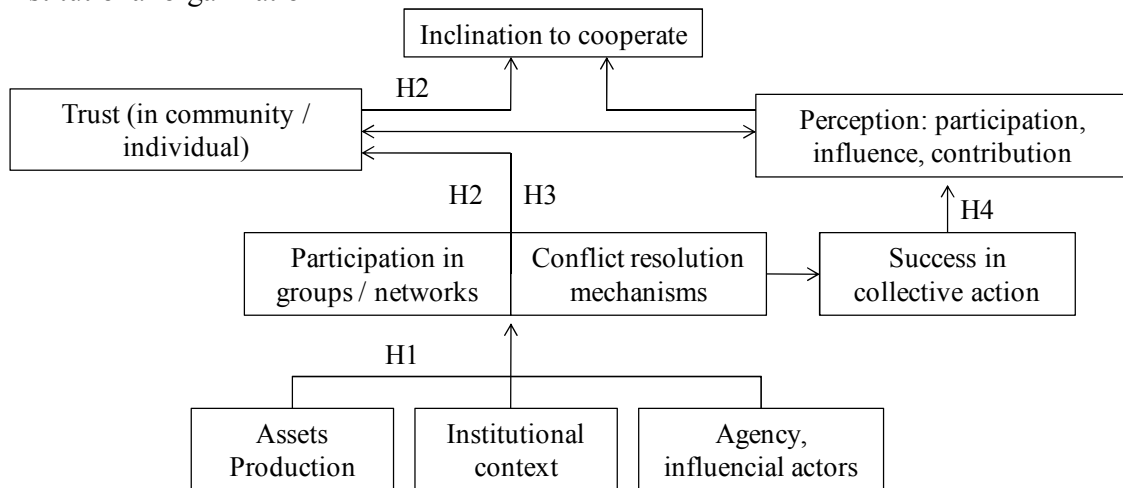 Inclination to cooperate
H2
Trust (in community /
individual)
Perception: participation,
influence, contribution
H2
H3
H4
Participation in
groups / networks
Conflict resolution
mechanisms
Success in
collective action
H1
Assets
Production
Institutional
context
Agency,
influencial actors